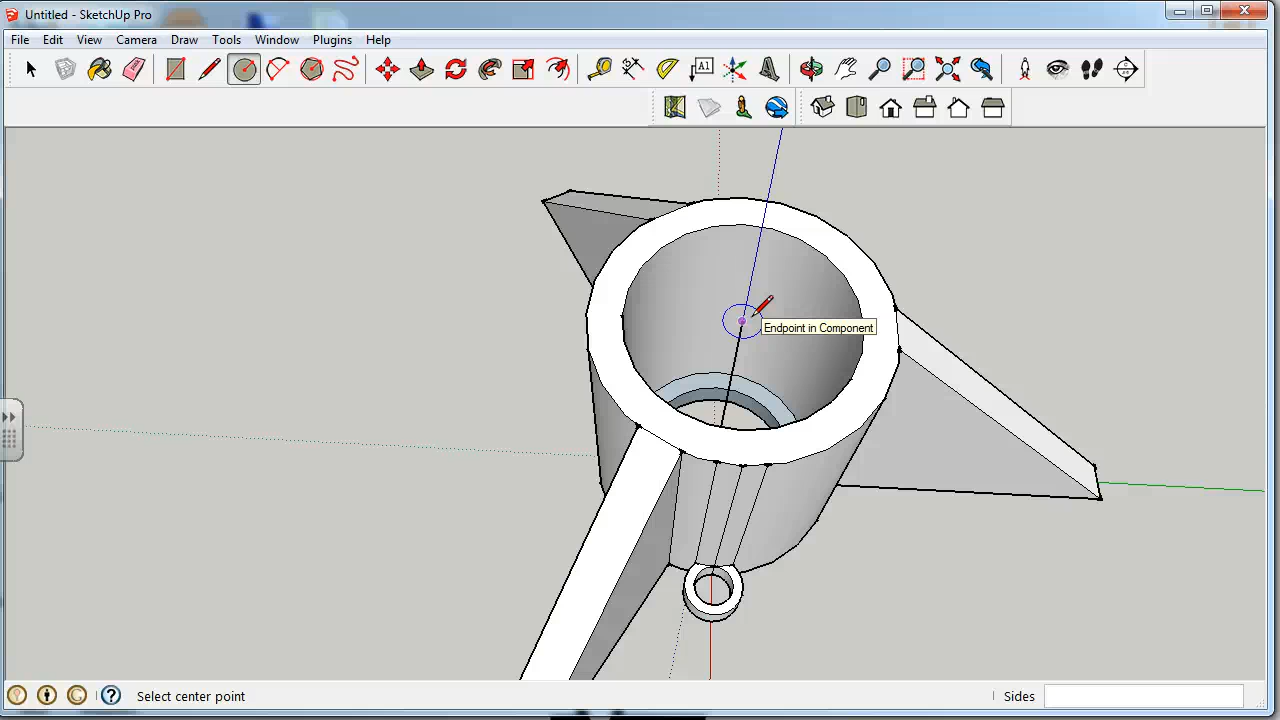 Untitled - SketchUp Pro
File Edit View Camera Draw Tools Window Plugins Help
A1
Endpoint in Component
Select center point
Sides